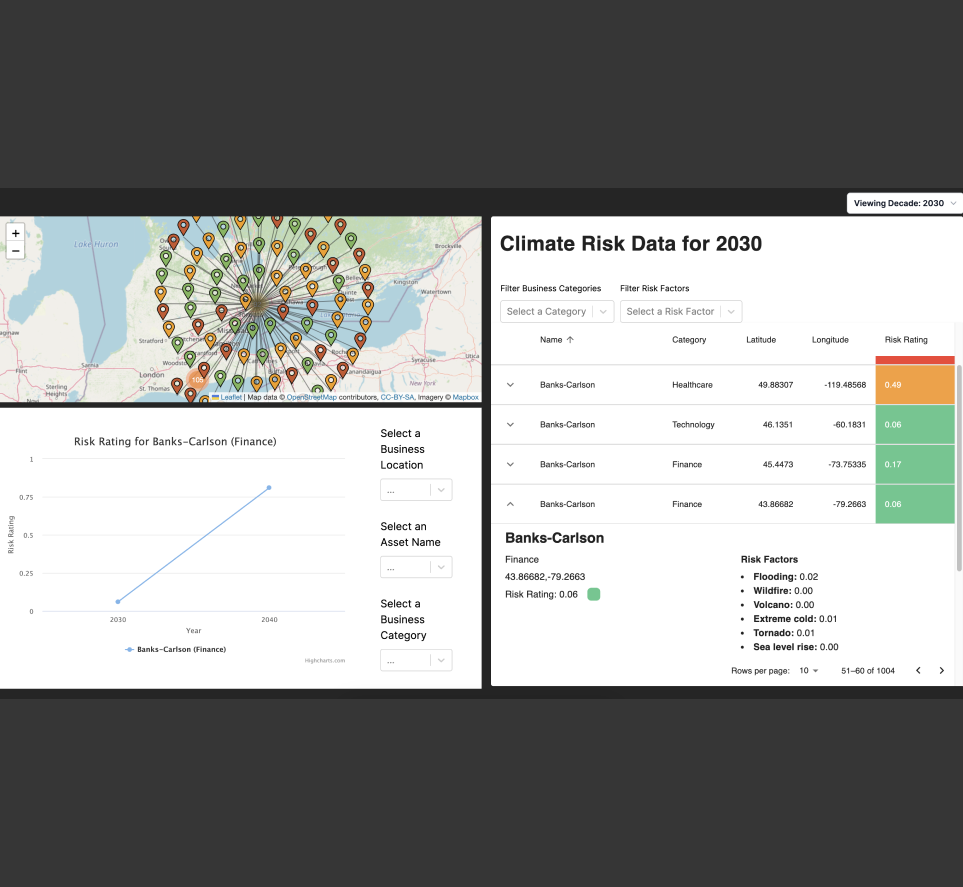 Viewing Decade: 2030
+
−
Lake Huron
Brockville
Kingston
Watertown
Stratford
London
St. Thomas
Sarnia
Flint
Sterling
Heights
Woodsto
Syracuse
Utica
New York
anandaigua
105
Leaflet | Map data © OpenStreetMap contributors, CC-BY-SA, Imagery © Mapbox
Risk Rating for Banks-Carlson (Finance)
Risk Rating
1
0.75
0.5
0.25
0
2030
2040
Year
Banks-Carlson (Finance)
Highcharts.com
Select a
Business
Location
...
Select an
Asset Name
...
Select a
Business
Category
...
Climate Risk Data for 2030
Filter Business Categories
Filter Risk Factors
Select a Category
Select a Risk Factor
Name ↑ Category Latitude Longitude Risk Rating
Banks-Carlson Healthcare 49.88307 -119.48568 0.49
Banks-Carlson Technology 46.1351 -60.1831 0.06
Banks-Carlson Finance 45.4473 -73.75335 0.17
Banks-Carlson Finance 43.86682 -79.2663 0.06
Banks-Carlson
Finance
43.86682,-79.2663
Risk Rating: 0.06
Risk Factors
• Flooding: 0.02
• Wildfire: 0.00
• Volcano: 0.00
• Extreme cold: 0.01
• Tornado: 0.01
• Sea level rise: 0.00
Rows per page: 10 51–60 of 1004